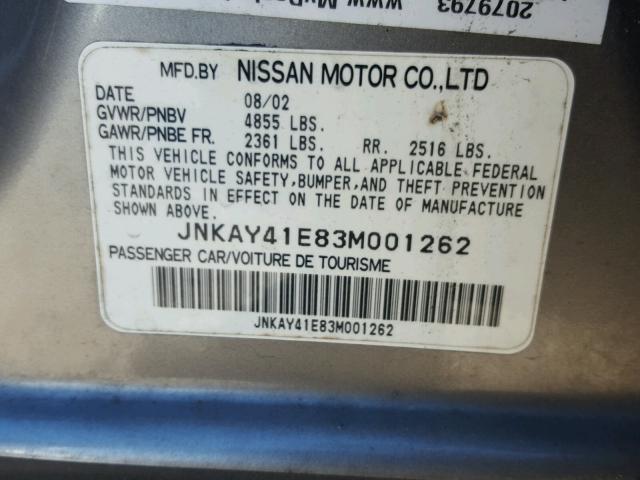 2079793
www.
MFD.BY NISSAN MOTOR CO.,LTD
DATE 08/02
GVWR/PNBV 4855 LBS.
GAWR/PNBE FR. 2361 LBS. RR. 2516 LBS.
THIS VEHICLE CONFORMS TO ALL APPLICABLE FEDERAL
MOTOR VEHICLE SAFETY,BUMPER,AND THEFT PREVENTION
STANDARDS IN EFFECT ON THE DATE OF MANUFACTURE
SHOWN ABOVE.
JNKAY41E83M001262
PASSENGER CAR/VOITURE DE TOURISME
JNKAY41E83M001262